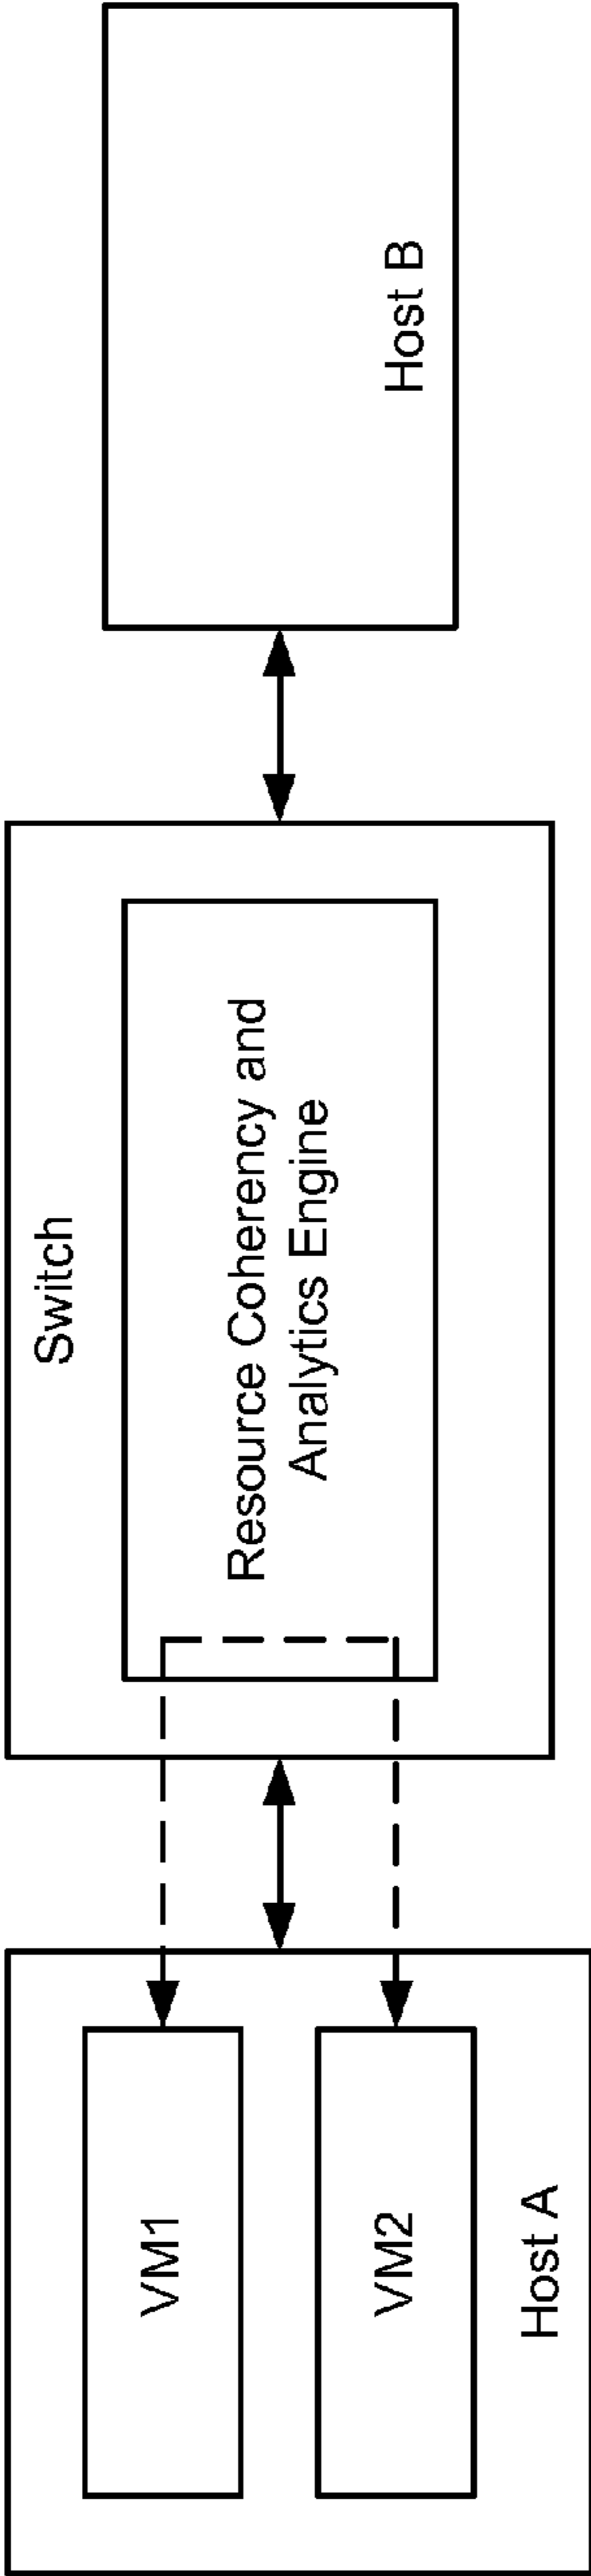 VM1
VM2
Host A
Switch
Resource Coherency and
Analytics Engine
Host B